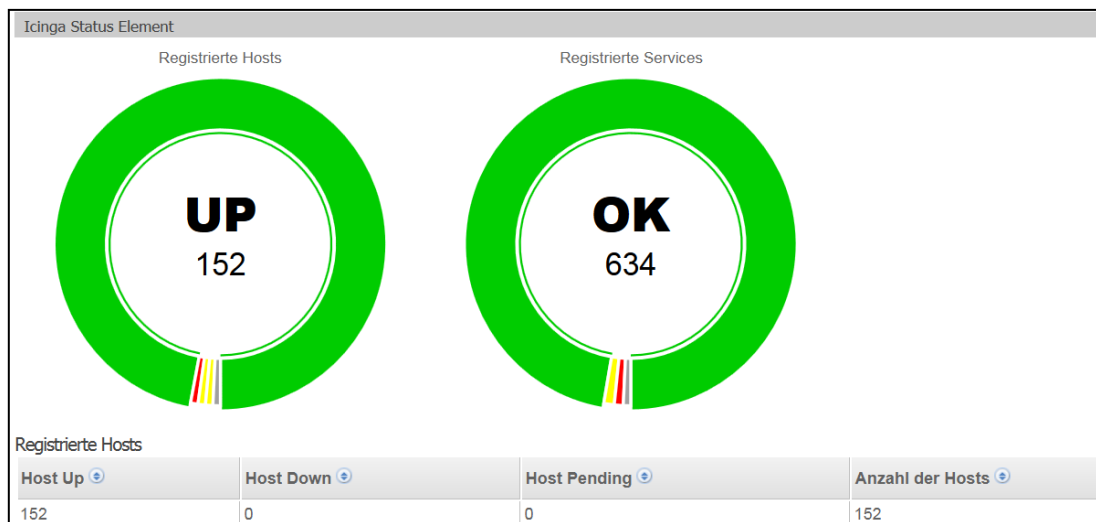 Icinga Status Element
Registrierte Hosts
Registrierte Services
UP
152
OK
634
Registrierte Hosts
Host Up Host Down Host Pending Anzahl der Hosts
152 0 0 152